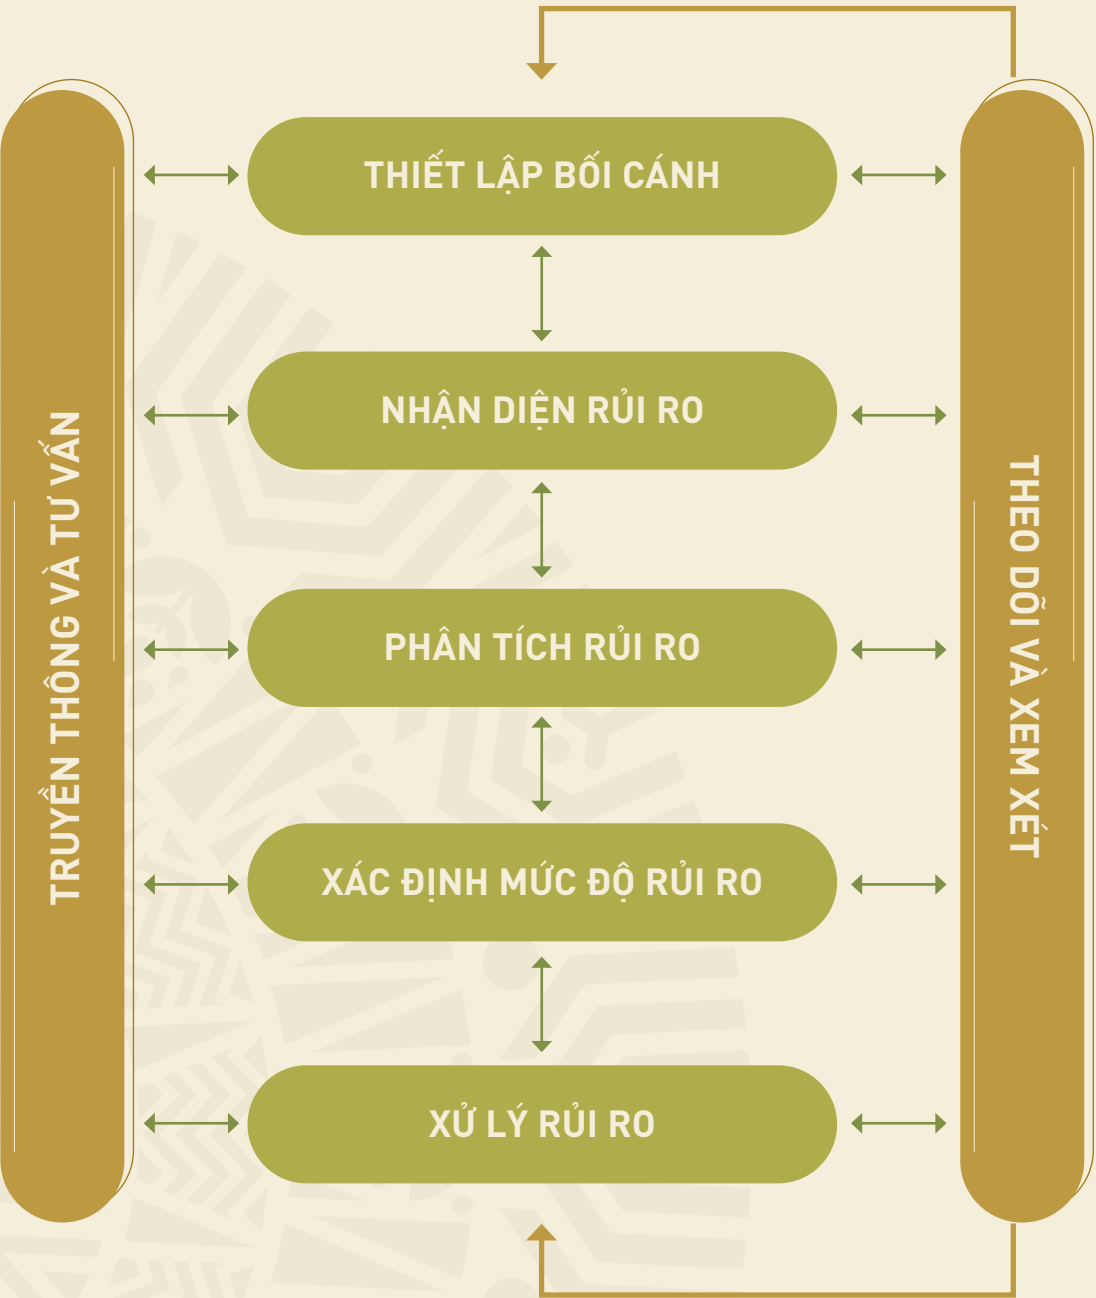 THIẾT LẬP BỐI CẢNH
NHẬN DIỆN RỦI RO
PHÂN TÍCH RỦI RO
XÁC ĐỊNH MỨC ĐỘ RỦI RO
XỬ LÝ RỦI RO
TRUYỀN THÔNG VÀ TƯ VẤN
THEO DÕI VÀ XEM XÉT